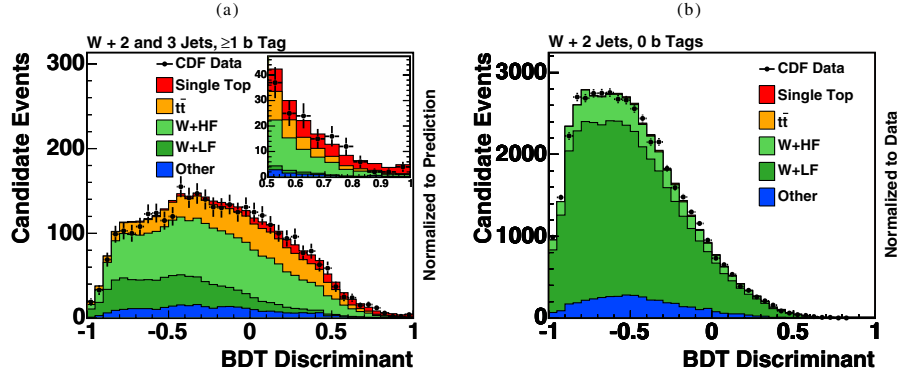 (a)
W + 2 and 3 Jets, ≥1 b Tag
Candidate Events
300
200
100
0
CDF Data
Single Top
tt̄
W+HF
W+LF
Other
40
30
20
10
0
0.5 0.6 0.7 0.8 0.9 1
-1 -0.5 0 0.5 1
BDT Discriminant
Normalized to Prediction
(b)
W + 2 Jets, 0 b Tags
Candidate Events
3000
2000
1000
0
CDF Data
Single Top
tt̄
W+HF
W+LF
Other
-1 -0.5 0 0.5 1
BDT Discriminant
Normalized to Data